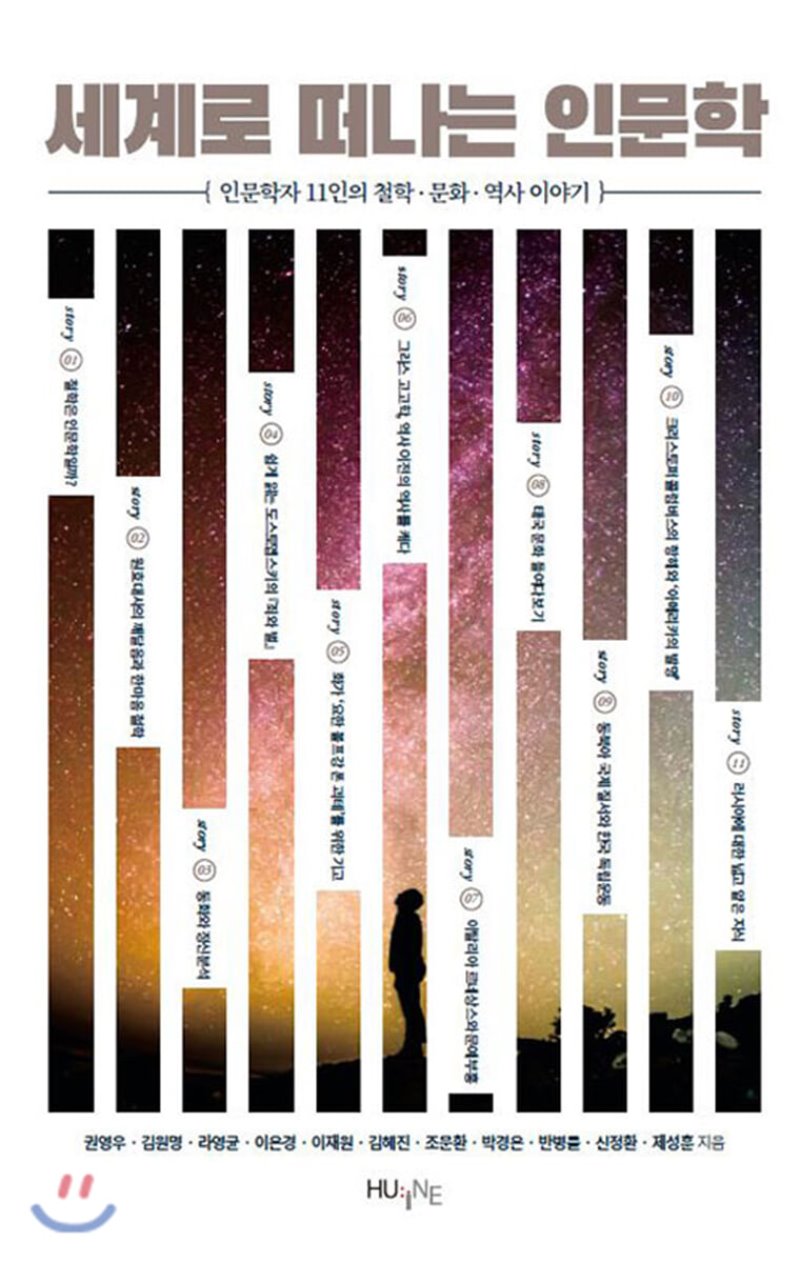 세계로 떠나는 인문학
{ 인문학자 11인의 철학·문화·역사 이야기 }
story 01 철학은 인문학일까?
story 02 원효대사의 깨달음과 한마음 철학
story 03 동화와 정신분석
story 04 쉽게 읽는 도스토옙스키의 『죄와 벌』
story 05 화가 '요한 볼프강 폰 괴테'를 위한 기고
story 06 그리스 고고학, 역사 이전의 역사를 캐다
story 07 이탈리아 르네상스와 문예부흥
story 08 태국 문화 들여다보기
story 09 동북아 국제 질서와 한국 독립운동
story 10 크리스토퍼 콜럼버스의 항해와 '아메리카의 발명'
story 11 러시아에 대한 넓고 얕은 지식
권영우 · 김원명 · 라영균 · 이은경 · 이재원 · 김혜진 · 조문환 · 박경은 · 반병률 · 신정환 · 제성훈 지음
HU:iNE